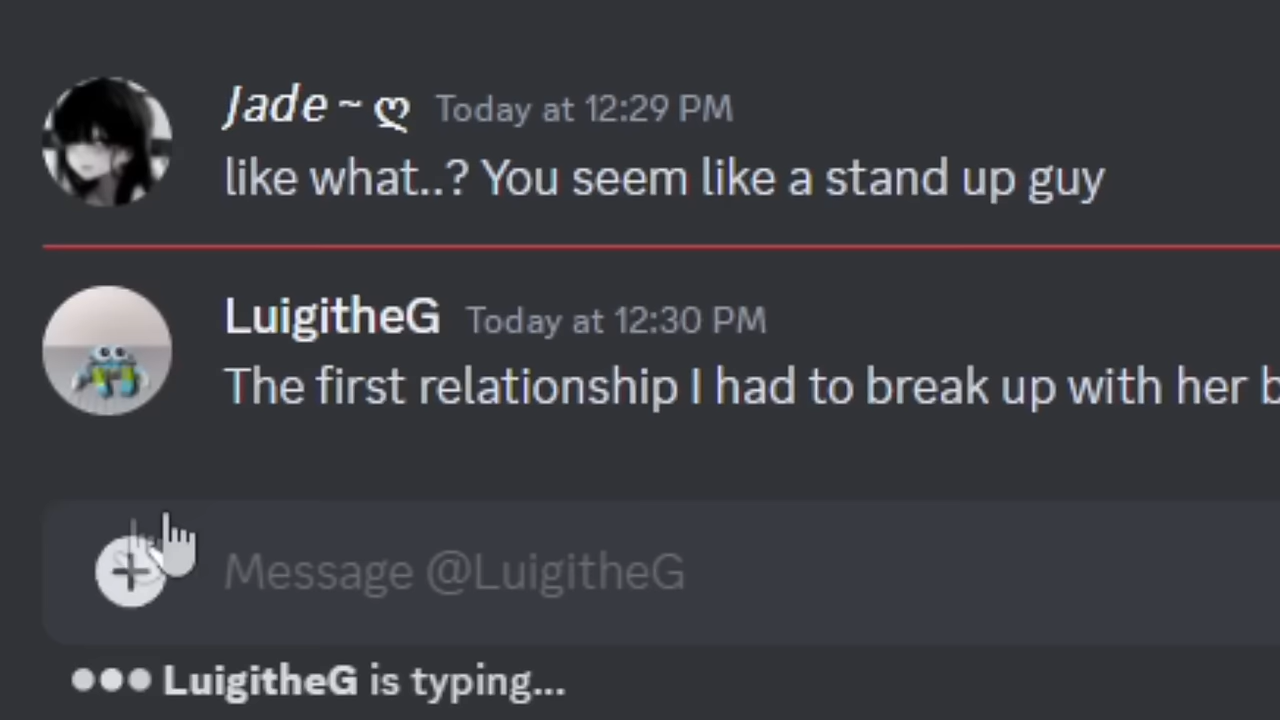 Jade ~ ღ Today at 12:29 PM
like what..? You seem like a stand up guy
LuigitheG Today at 12:30 PM
The first relationship I had to break up with her b
Message @LuigitheG
LuigitheG is typing...